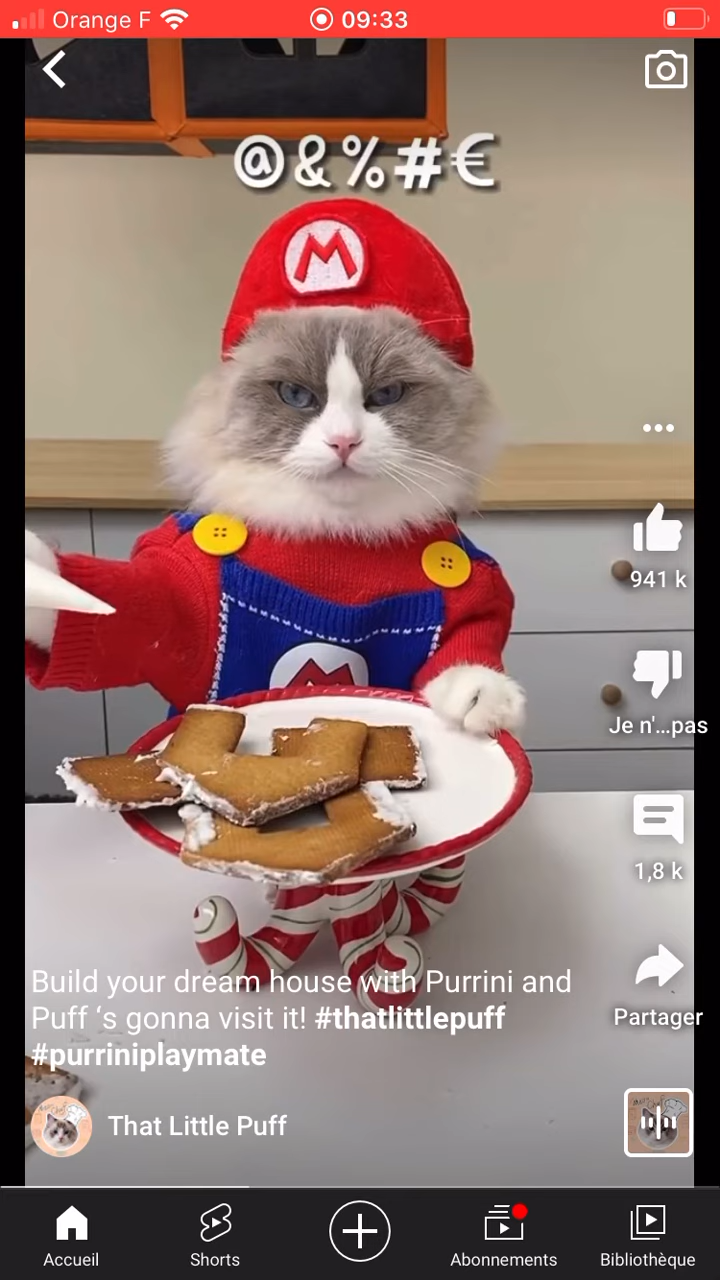 Orange F 09:33
@&%#€
M
M
941 k
Je n'...pas
1,8 k
Build your dream house with Purrini and
Puff ‘s gonna visit it! #thatlittlepuff
#purriniplaymate
Partager
That Little Puff
Accueil Shorts Abonnements Bibliothèque